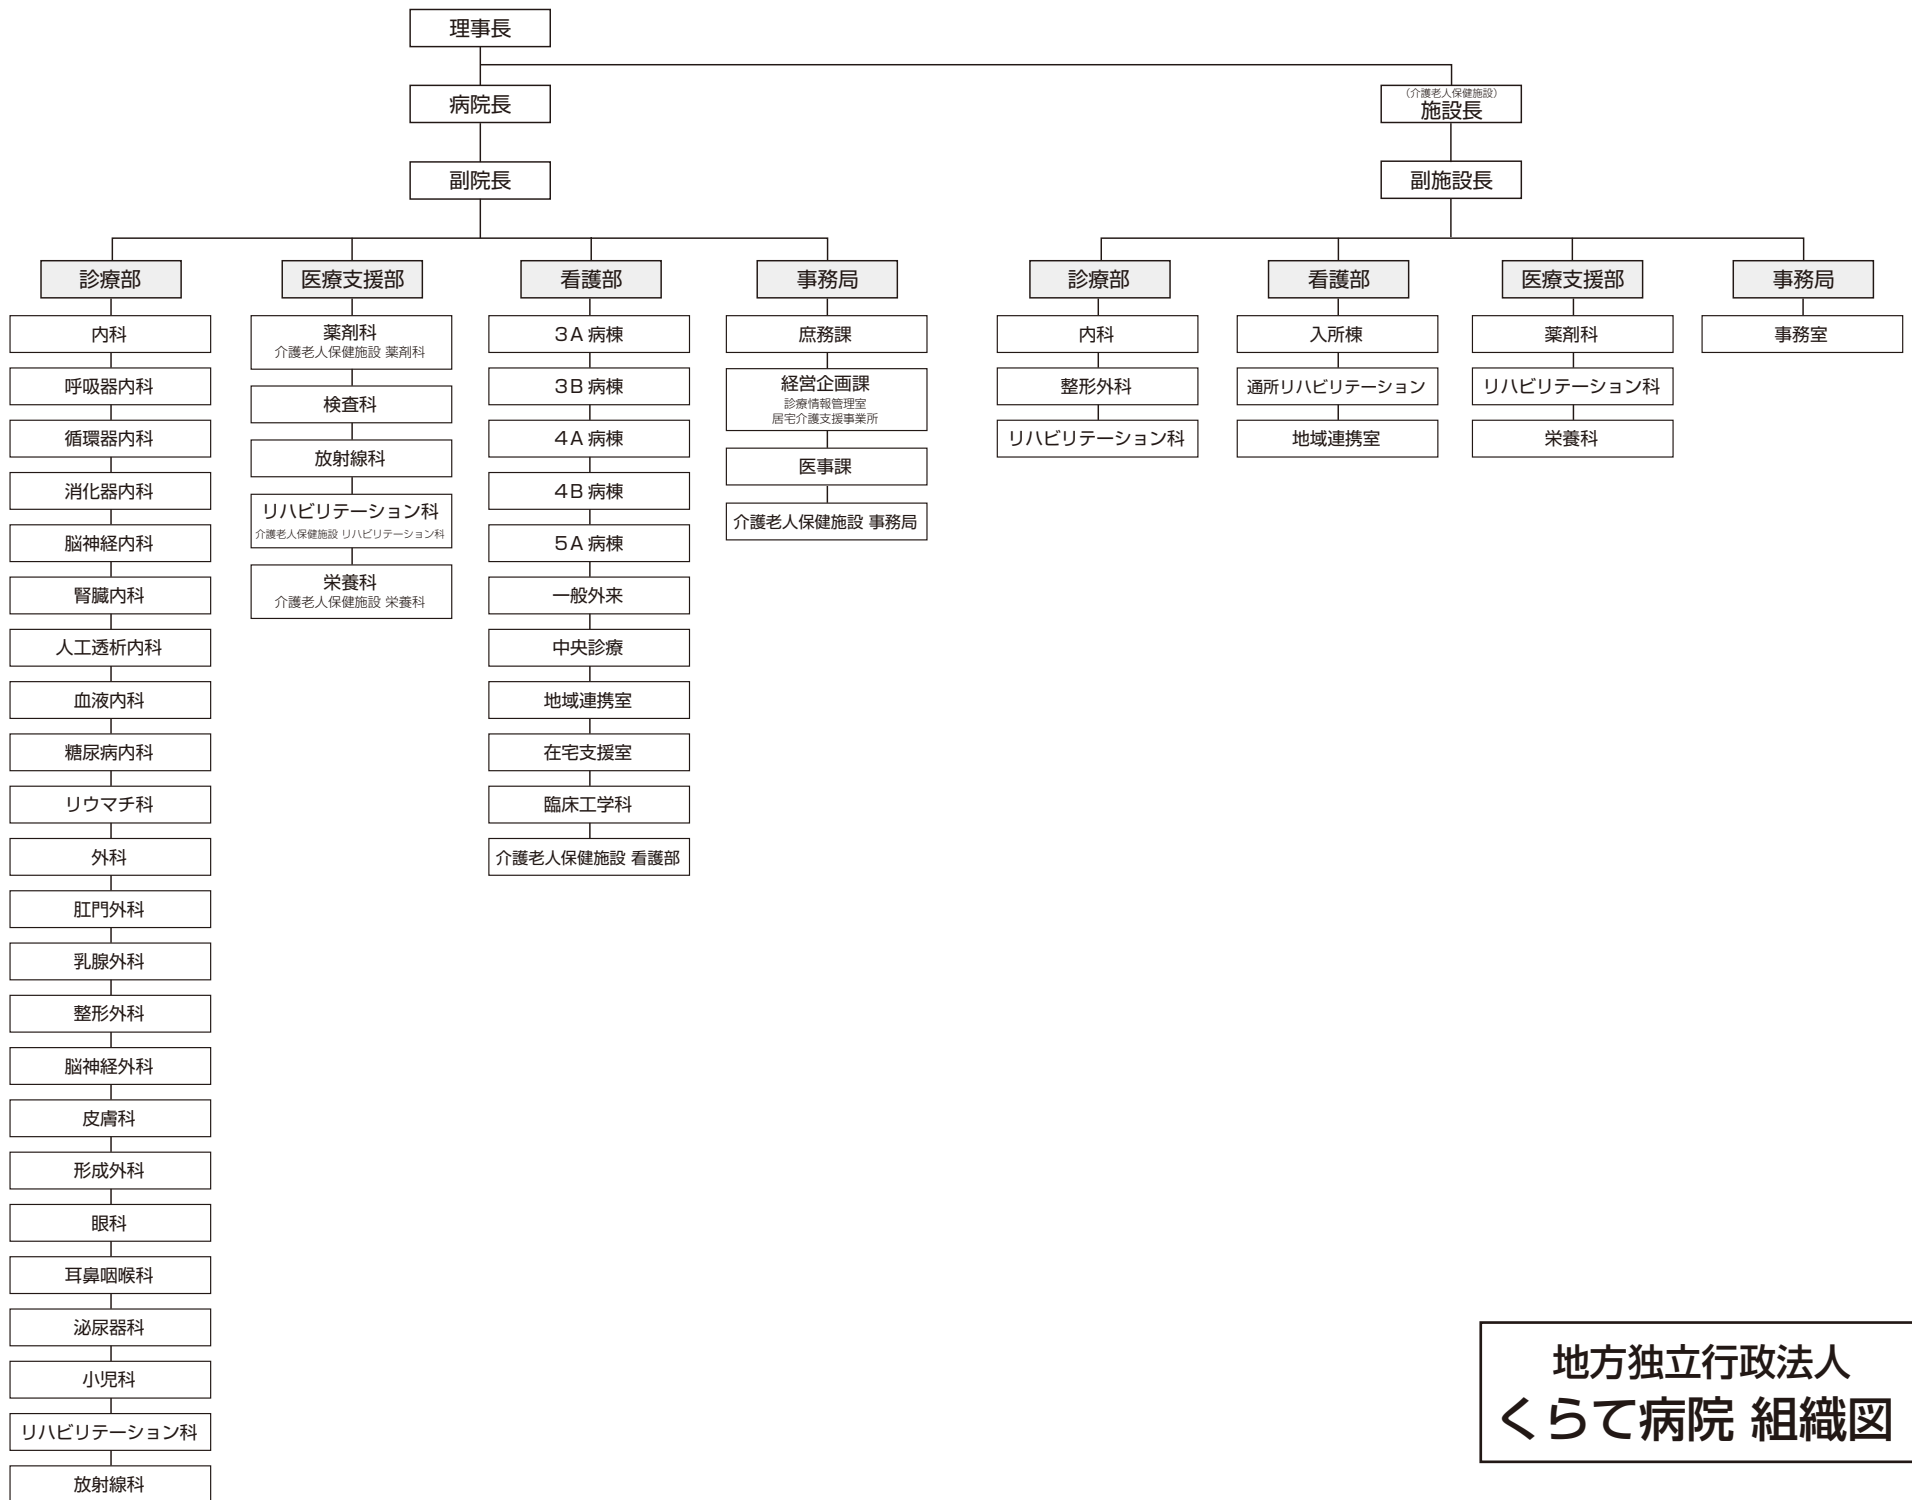 理事長
病院長
副院長
(介護老人保健施設)
施設長
副施設長
診療部
内科
呼吸器内科
循環器内科
消化器内科
脳神経内科
腎臓内科
人工透析内科
血液内科
糖尿病内科
リウマチ科
外科
肛門外科
乳腺外科
整形外科
脳神経外科
皮膚科
形成外科
眼科
耳鼻咽喉科
泌尿器科
小児科
リハビリテーション科
放射線科
医療支援部
薬剤科
介護老人保健施設 薬剤科
検査科
放射線科
リハビリテーション科
介護老人保健施設 リハビリテーション科
栄養科
介護老人保健施設 栄養科
看護部
3A 病棟
3B 病棟
4A 病棟
4B 病棟
5A 病棟
一般外来
中央診療
地域連携室
在宅支援室
臨床工学科
介護老人保健施設 看護部
事務局
庶務課
経営企画課
診療情報管理室
居宅介護支援事業所
医事課
介護老人保健施設 事務局
診療部
内科
整形外科
リハビリテーション科
看護部
入所棟
通所リハビリテーション
地域連携室
医療支援部
薬剤科
リハビリテーション科
栄養科
事務局
事務室
地方独立行政法人
くらて病院 組織図